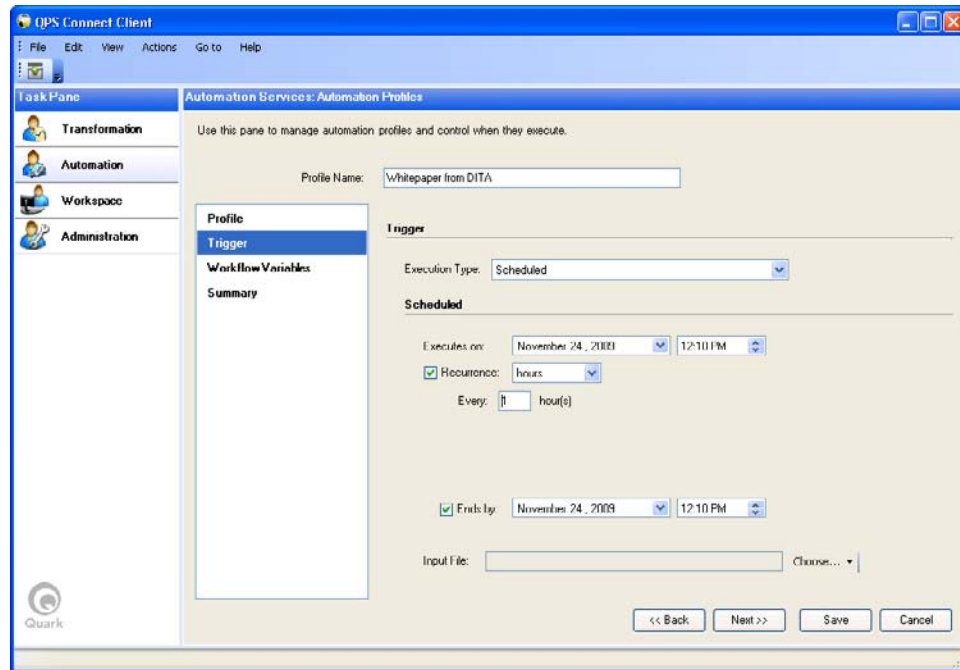 QPS Connect Client
File Edit View Actions Go to Help
Task Pane
Automation Services: Automation Profiles
Transformation
Automation
Workspace
Administration
Use this pane to manage automation profiles and control when they execute.
Profile Name: Whitepaper from DITA
Profile
Trigger
Workflow Variables
Summary
Trigger
Execution Type: Scheduled
Scheduled
Executes on: November 24 , 2009 12:10 PM
Recurrence: hours
Every: 1 hour(s)
Ends by November 24 , 2009 12:10 PM
Input File: Choose...
<< Back Next >> Save Cancel
Quark